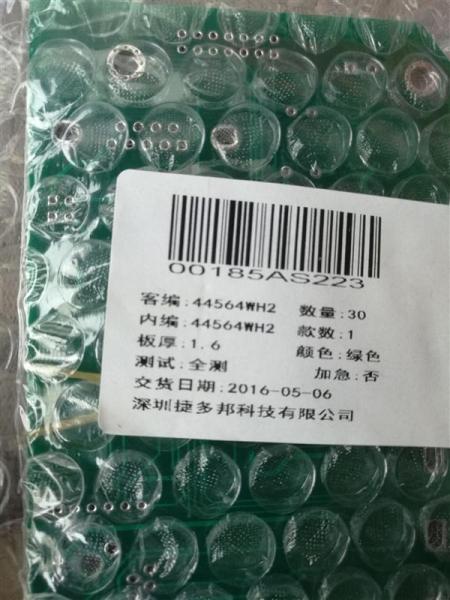 00185AS223
客编:44564WH2 数量:30
内编:44564WH2 款数:1
板厚:1.6 颜色:绿色
测试:全测 加急:否
交货日期:2016-05-06
深圳捷多邦科技有限公司